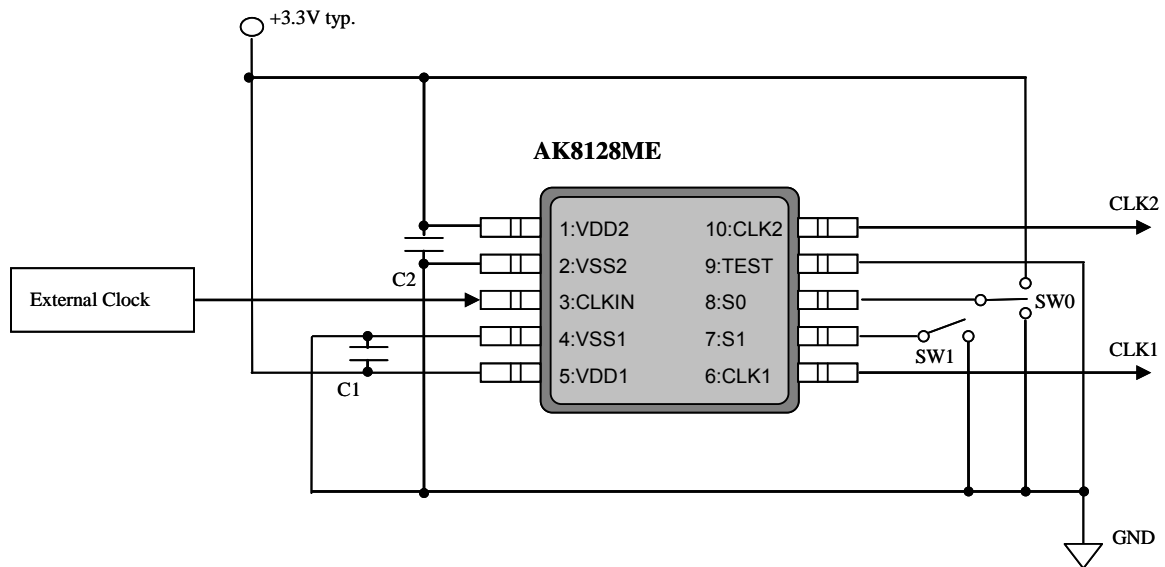 +3.3V typ.
AK8128ME
CLK2
1:VDD2
10:CLK2
2:VSS2
9:TEST
C2
External Clock
3:CLKIN
8:S0
SW0
4:VSS1
7:S1
SW1
CLK1
C1
5:VDD1
6:CLK1
GND